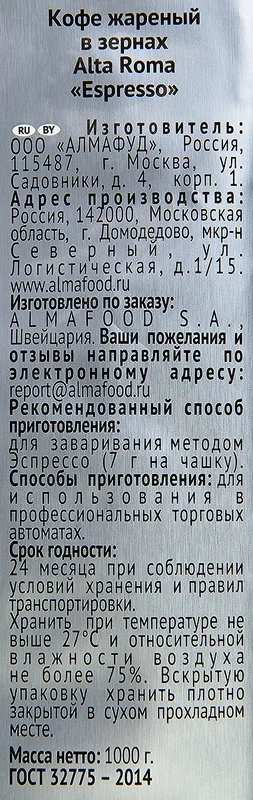 Кофе жареный
в зернах
Alta Roma
«Espresso»
RU BY Изготовитель:
ООО «АЛМАФУД», Россия,
115487, г. Москва, ул.
Садовники, д. 4, корп. 1.
Адрес производства:
Россия, 142000, Московская
область, г. Домодедово, мкр-н
Северный, ул.
Логистическая, д.1/15.
www.almafood.ru
Изготовлено по заказу:
ALMAFOOD S.A.,
Швейцария. Ваши пожелания и
отзывы направляйте по
электронному адресу:
report@almafood.ru
Рекомендованный способ
приготовления:
для заваривания методом
Эспрессо (7 г на чашку).
Способы приготовления: для
использования в
профессиональных торговых
автоматах.
Срок годности:
24 месяца при соблюдении
условий хранения и правил
транспортировки.
Хранить при температуре не
выше 27°С и относительной
влажности воздуха
не более 75%. Вскрытую
упаковку хранить плотно
закрытой в сухом прохладном
месте.
Масса нетто: 1000 г.
ГОСТ 32775 – 2014